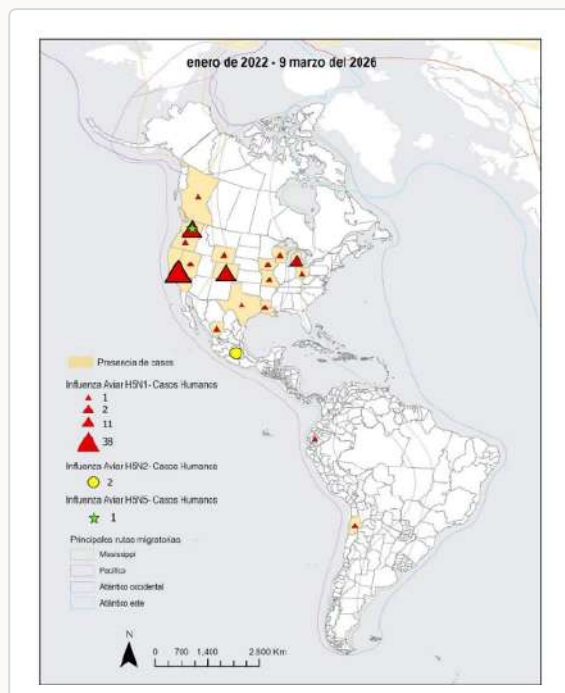 enero de 2022 - 9 marzo del 2026
Presencia de casos
Influenza Aviar H5N1- Casos Humanos
1
2
11
38
Influenza Aviar H5N2- Casos Humanos
2
Influenza Aviar H5N5- Casos Humanos
1
Principales rutas migratorias
Mississippi
Pacífico
Atlántico occidental
Atlántico este
N
0 700 1,400 2,800 Km